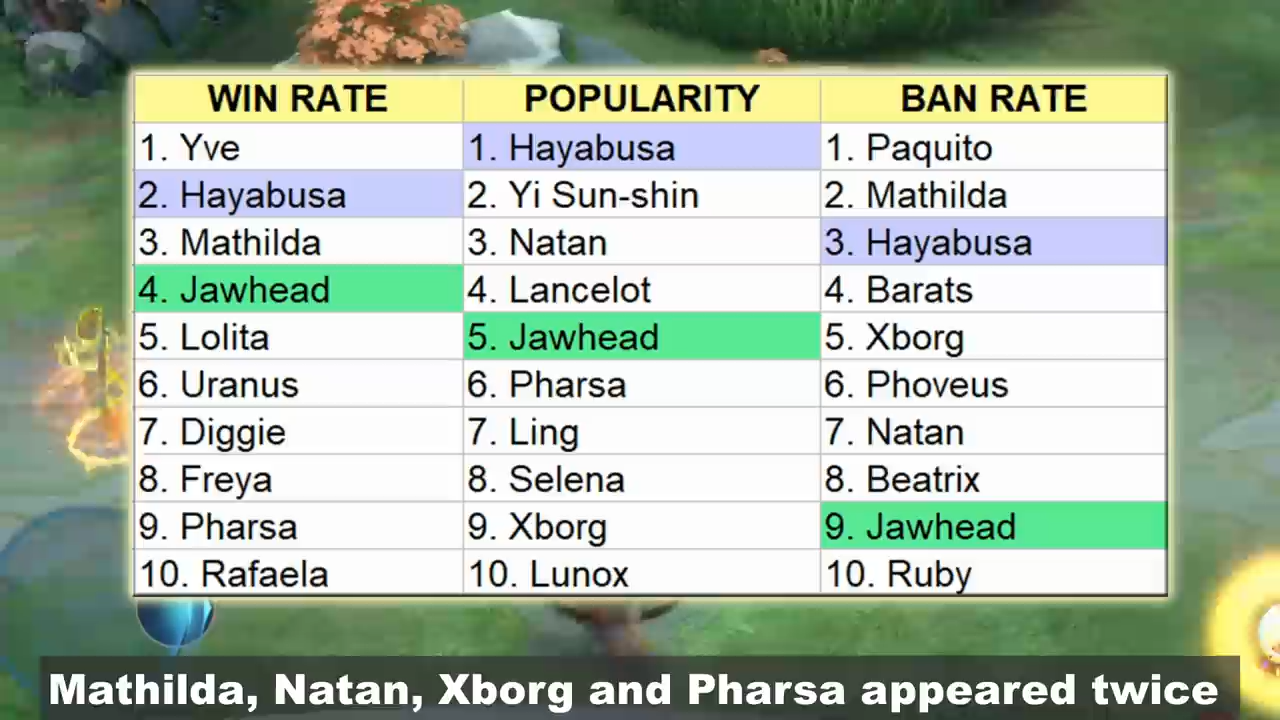 WIN RATE POPULARITY BAN RATE
1. Yve 1. Hayabusa 1. Paquito
2. Hayabusa 2. Yi Sun-shin 2. Mathilda
3. Mathilda 3. Natan 3. Hayabusa
4. Jawhead 4. Lancelot 4. Barats
5. Lolita 5. Jawhead 5. Xborg
6. Uranus 6. Pharsa 6. Phoveus
7. Diggie 7. Ling 7. Natan
8. Freya 8. Selena 8. Beatrix
9. Pharsa 9. Xborg 9. Jawhead
10. Rafaela 10. Lunox 10. Ruby
Mathilda, Natan, Xborg and Pharsa appeared twice